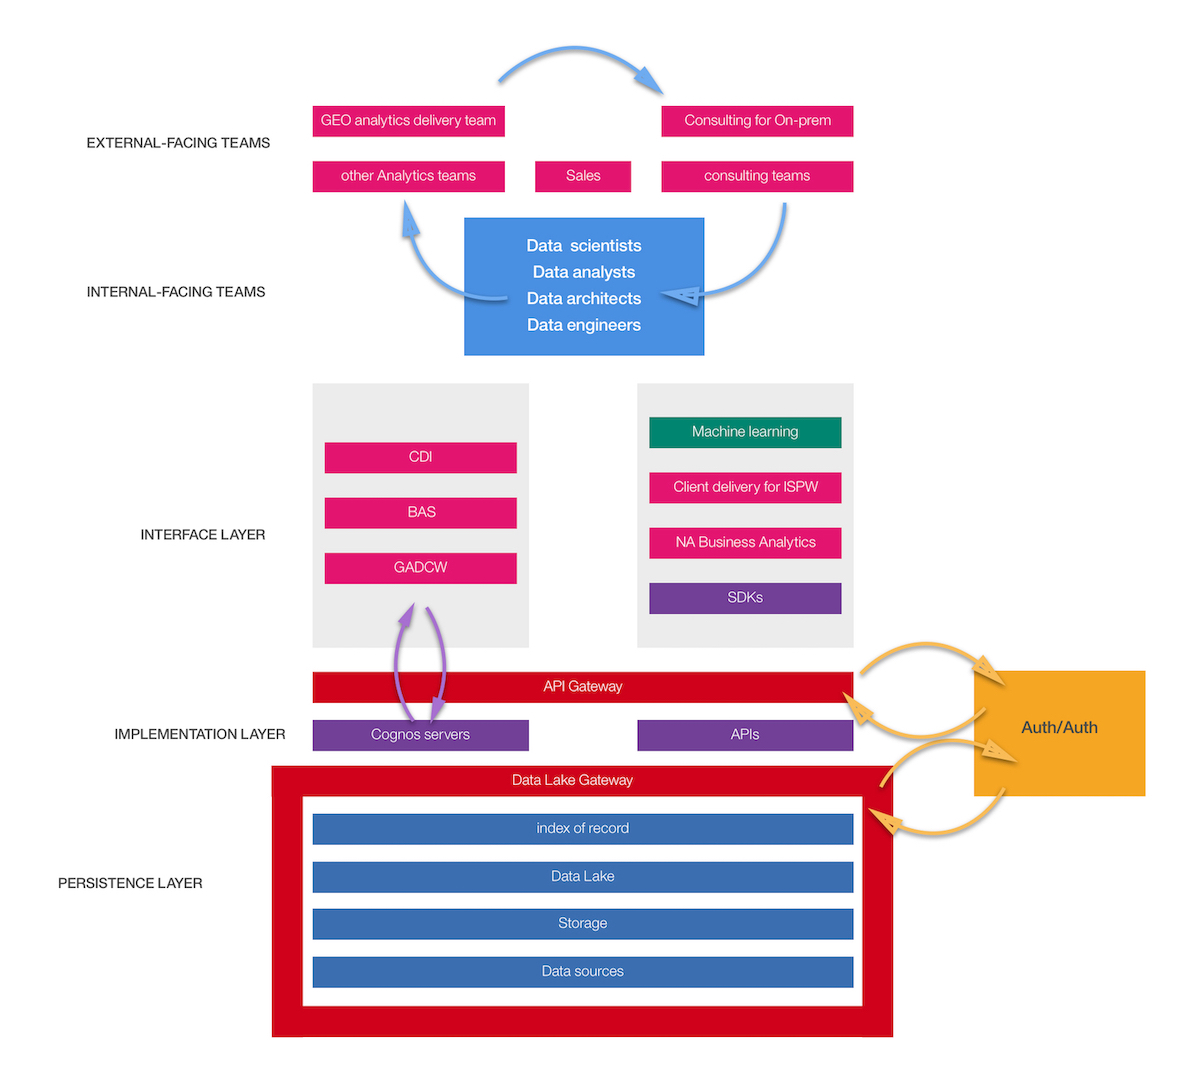 EXTERNAL-FACING TEAMS
GEO analytics delivery team
Consulting for On-prem
other Analytics teams
Sales
consulting teams
INTERNAL-FACING TEAMS
Data scientists
Data analysts
Data architects
Data engineers
INTERFACE LAYER
CDI
BAS
GADCW
Machine learning
Client delivery for ISPW
NA Business Analytics
SDKs
IMPLEMENTATION LAYER
API Gateway
Cognos servers
APIs
Auth/Auth
PERSISTENCE LAYER
Data Lake Gateway
index of record
Data Lake
Storage
Data sources